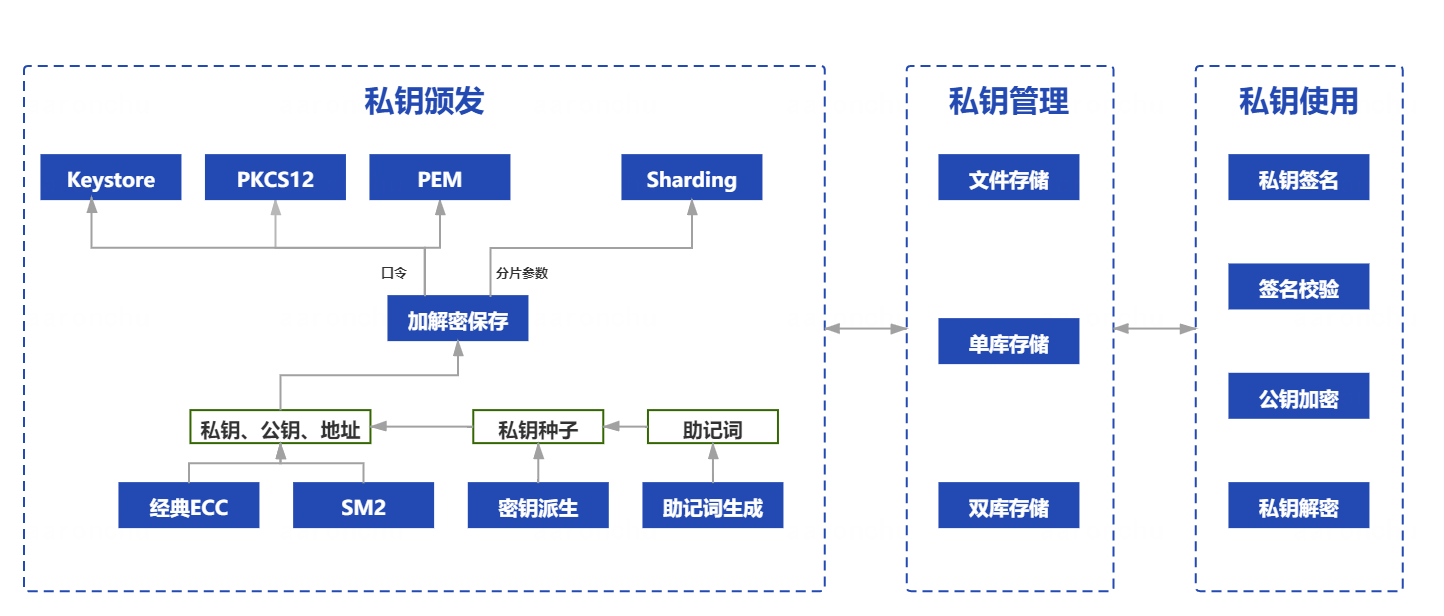 私钥颁发
Keystore
PKCS12
PEM
Sharding
口令
分片参数
加解密保存
私钥、公钥、地址
私钥种子
助记词
经典ECC
SM2
密钥派生
助记词生成
私钥管理
文件存储
单库存储
双库存储
私钥使用
私钥签名
签名校验
公钥加密
私钥解密